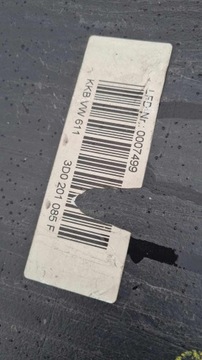 LFD-Nr.: 0007499
KKB VW 611
3D0 201 085 F